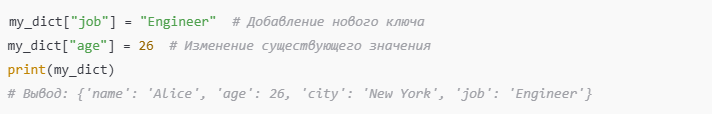 my_dict["job"] = "Engineer"  # Добавление нового ключа
my_dict["age"] = 26  # Изменение существующего значения
print(my_dict)
# Вывод: {'name': 'Alice', 'age': 26, 'city': 'New York', 'job': 'Engineer'}